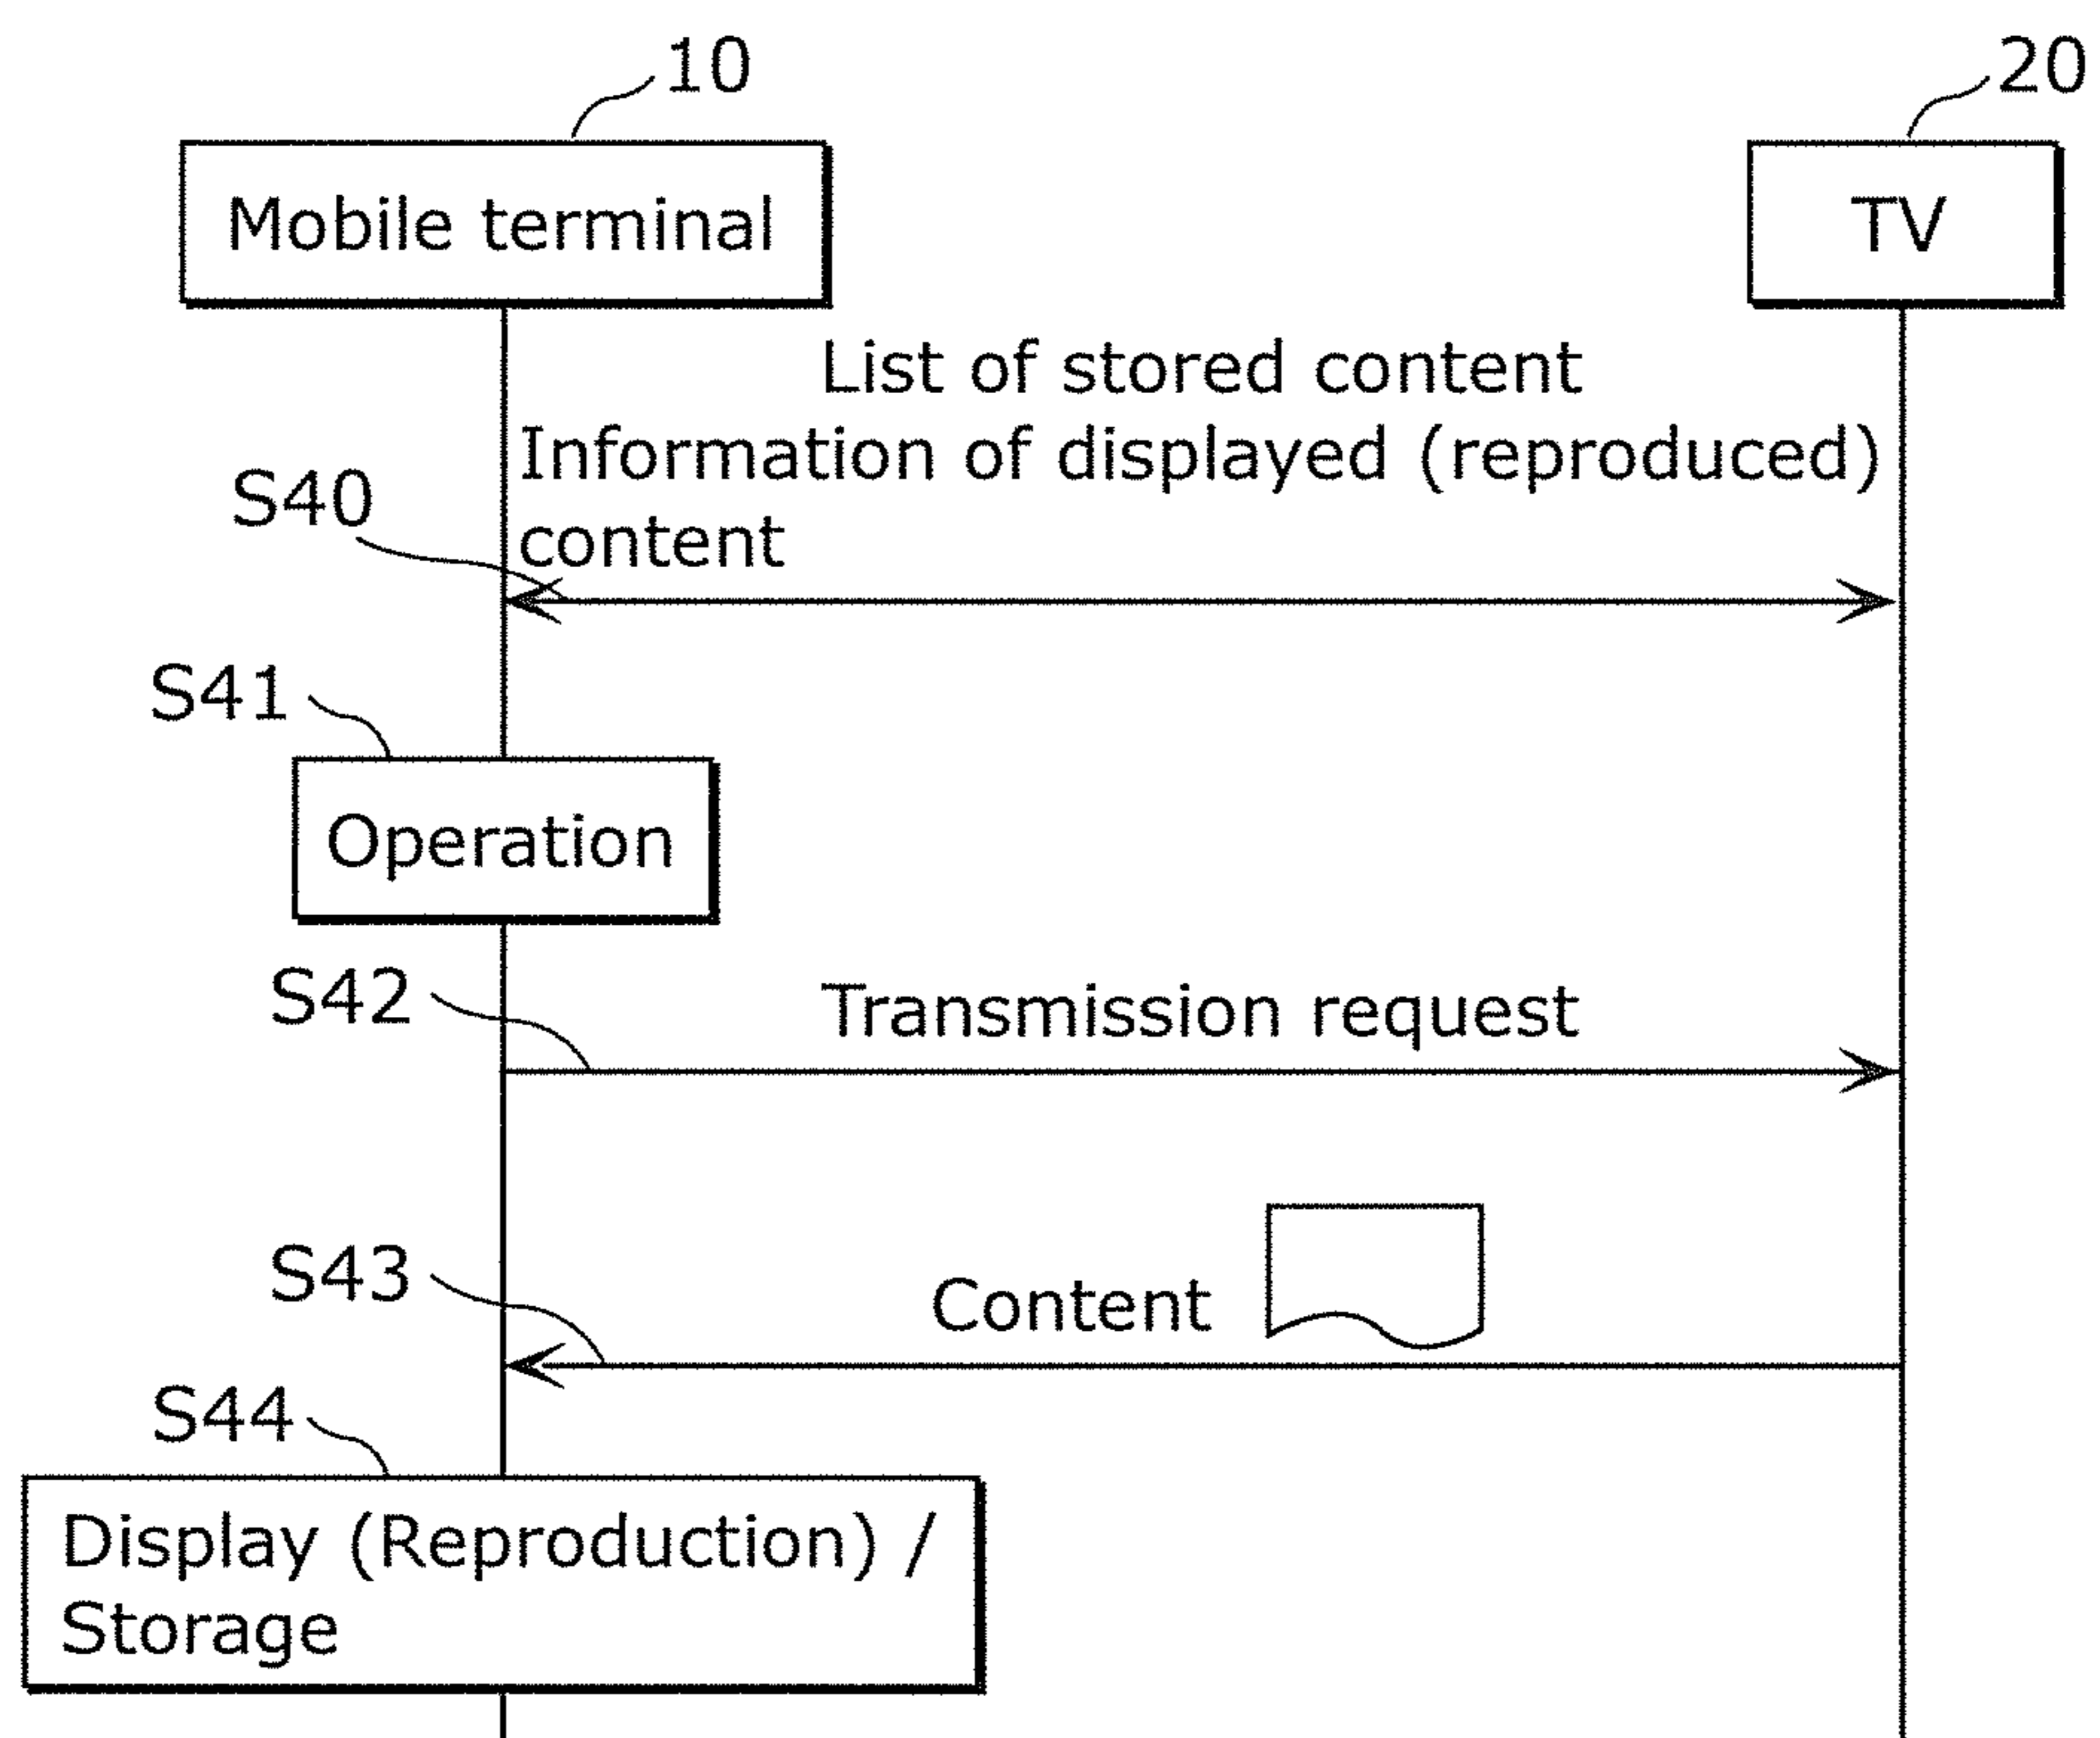 10
20
Mobile terminal
TV
List of stored content
Information of displayed (reproduced)
content
S40
S41
Operation
S42
Transmission request
S43
Content
S44
Display (Reproduction) /
Storage